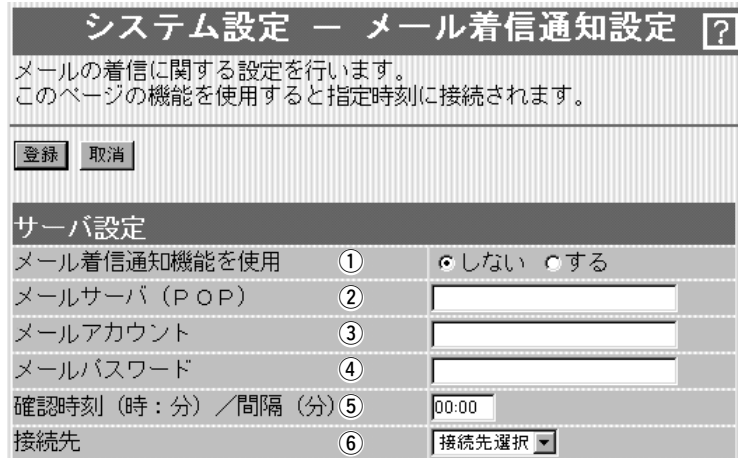 システム設定 － メール着信通知設定 ?
メールの着信に関する設定を行います。
このページの機能を使用すると指定時刻に接続されます。
登録 取消
サーバ設定
メール着信通知機能を使用 ① しない する
メールサーバ（ＰＯＰ） ②
メールアカウント ③
メールパスワード ④
確認時刻（時：分）／間隔（分）⑤ 00:00
接続先 ⑥ 接続先選択